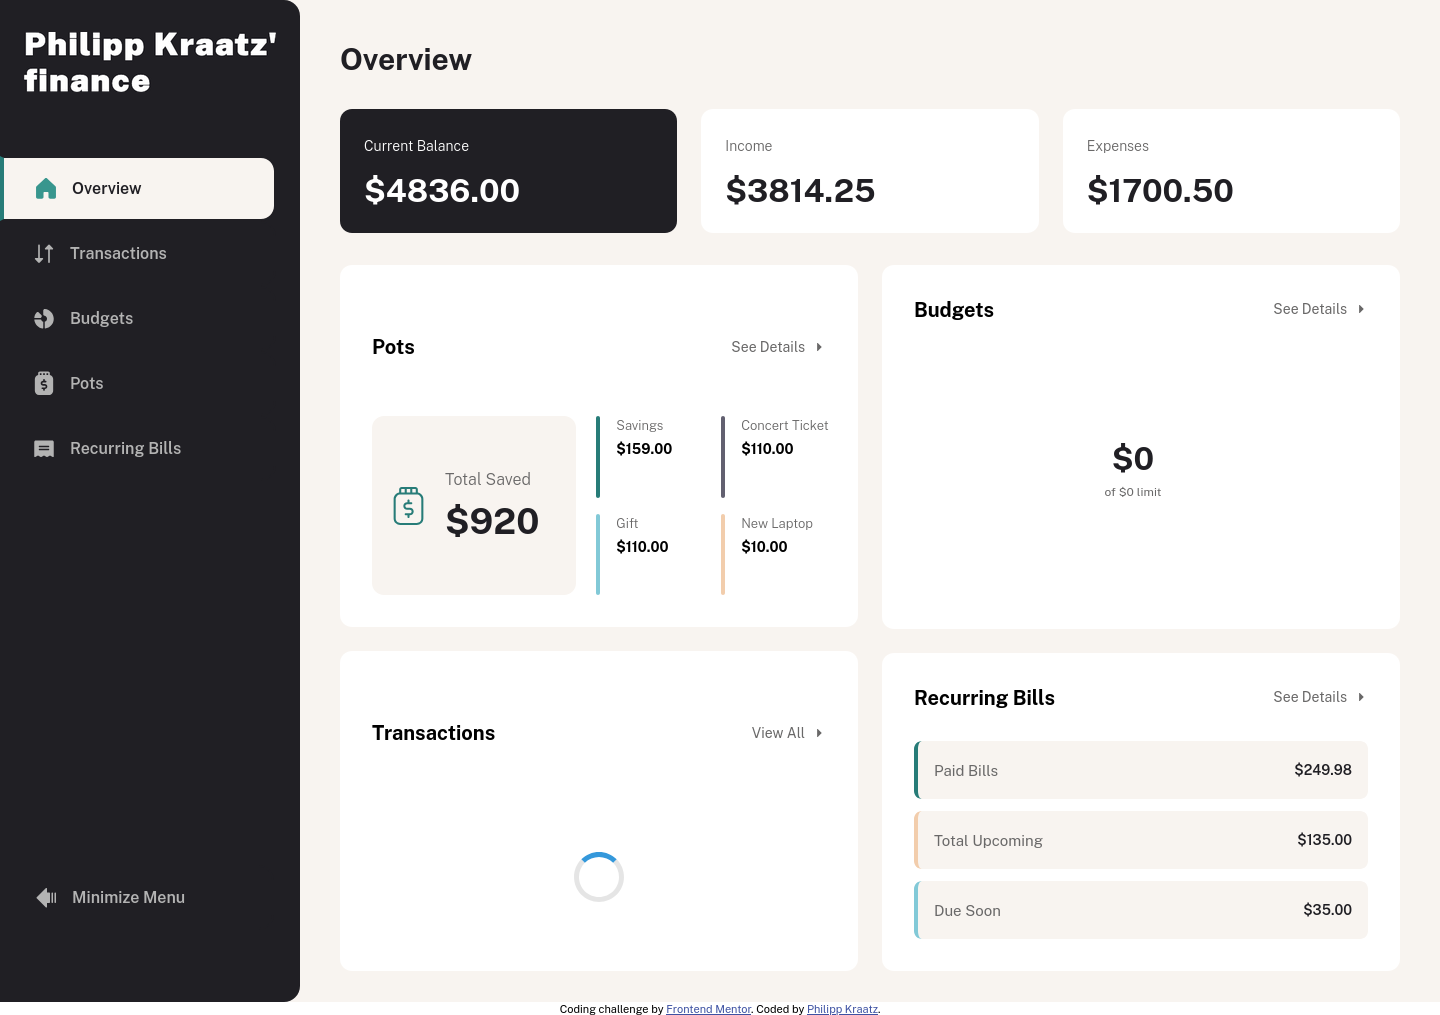 Philipp Kraatz'
finance
Overview
Transactions
Budgets
Pots
Recurring Bills
Minimize Menu
Overview
Current Balance
$4836.00
Income
$3814.25
Expenses
$1700.50
Pots
See Details
Total Saved
$920
Savings
$159.00
Concert Ticket
$110.00
Gift
$110.00
New Laptop
$10.00
Budgets
See Details
$0
of $0 limit
Transactions
View All
Recurring Bills
See Details
Paid Bills
$249.98
Total Upcoming
$135.00
Due Soon
$35.00
Coding challenge by Frontend Mentor. Coded by Philipp Kraatz.